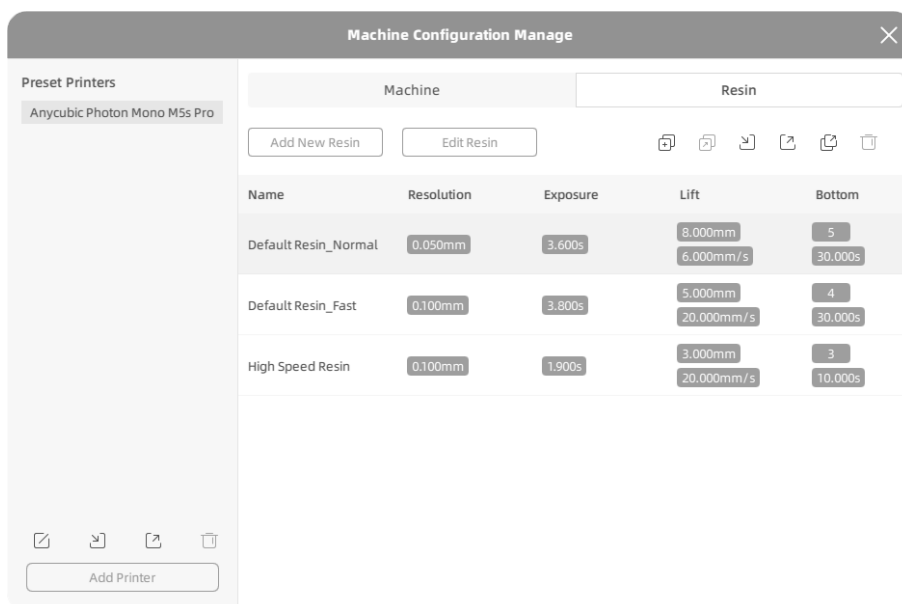 Machine Configuration Manage
Preset Printers
Anycubic Photon Mono M5s Pro
Machine Resin
Add New Resin Edit Resin
Name Resolution Exposure Lift Bottom
Default Resin_Normal 0.050mm 3.600s 8.000mm 5
6.000mm/s 30.000s
Default Resin_Fast 0.100mm 3.800s 5.000mm 4
20.000mm/s 30.000s
High Speed Resin 0.100mm 1.900s 3.000mm 3
20.000mm/s 10.000s
Add Printer